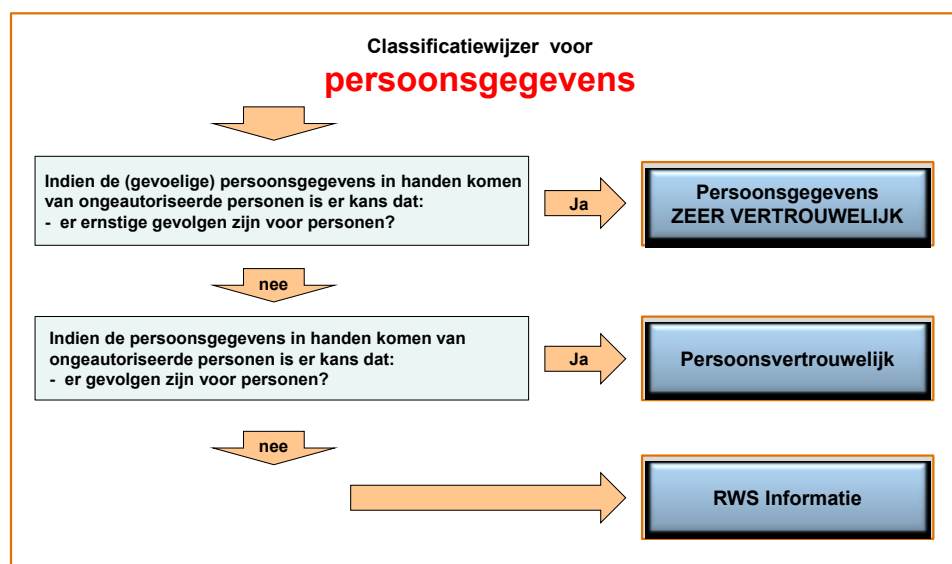 Classificatiewijzer voor
persoonsgegevens
Indien de (gevoelige) persoonsgegevens in handen komen
van ongeautoriseerde personen is er kans dat:
- er ernstige gevolgen zijn voor personen?
Ja
Persoonsgegevens
ZEER VERTROUWELIJK
nee
Indien de persoonsgegevens in handen komen van
ongeautoriseerde personen is er kans dat:
- er gevolgen zijn voor personen?
Ja
Persoonsvertrouwelijk
nee
RWS Informatie